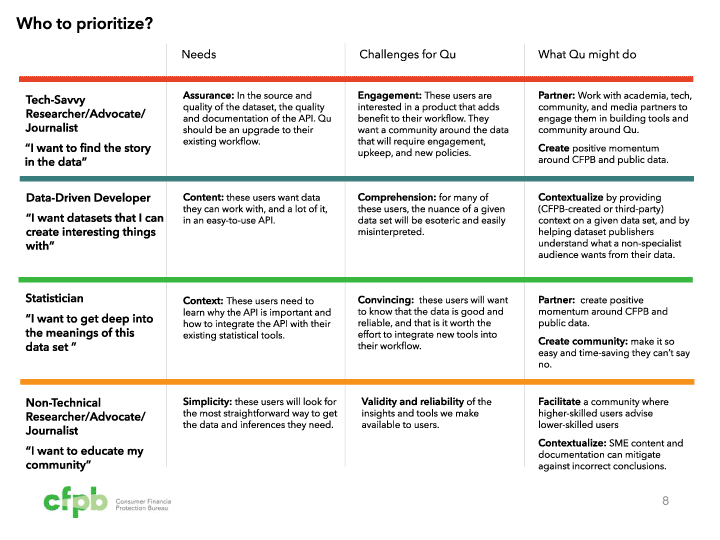 Who to prioritize?
Needs
Challenges for Qu
What Qu might do
Tech-Savvy
Researcher/Advocate/
Journalist
“I want to find the story
in the data”
Assurance: In the source and
quality of the dataset, the quality
and documentation of the API. Qu
should be an upgrade to their
existing workflow.
Engagement: These users are
interested in a product that adds
benefit to their workflow. They
want a community around the data
that will require engagement,
upkeep, and new policies.
Partner: Work with academia, tech,
community, and media partners to
engage them in building tools and
community around Qu.
Create positive momentum
around CFPB and public data.
Data-Driven Developer
“I want datasets that I can
create interesting things
with”
Content: these users want data
they can work with, and a lot of it,
in an easy-to-use API.
Comprehension: for many of
these users, the nuance of a given
data set will be esoteric and easily
misinterpreted.
Contextualize by providing
(CFPB-created or third-party)
context on a given data set, and by
helping dataset publishers
understand what a non-specialist
audience wants from their data.
Statistician
“I want to get deep into
the meanings of this
data set ”
Context: These users need to
learn why the API is important and
how to integrate the API with their
existing statistical tools.
Convincing: these users will want
to know that the data is good and
reliable, and that is it worth the
effort to integrate new tools into
their workflow.
Partner: create positive
momentum around CFPB and
public data.
Create community: make it so
easy and time-saving they can’t say
no.
Non-Technical
Researcher/Advocate/
Journalist
“I want to educate my
community”
Simplicity: these users will look for
the most straightforward way to get
the data and inferences they need.
Validity and reliability of the
insights and tools we make
available to users.
Facilitate a community where
higher-skilled users advise
lower-skilled users
Contextualize: SME content and
documentation can mitigate
against incorrect conclusions.
cfpb
Consumer Financial
Protection Bureau
8